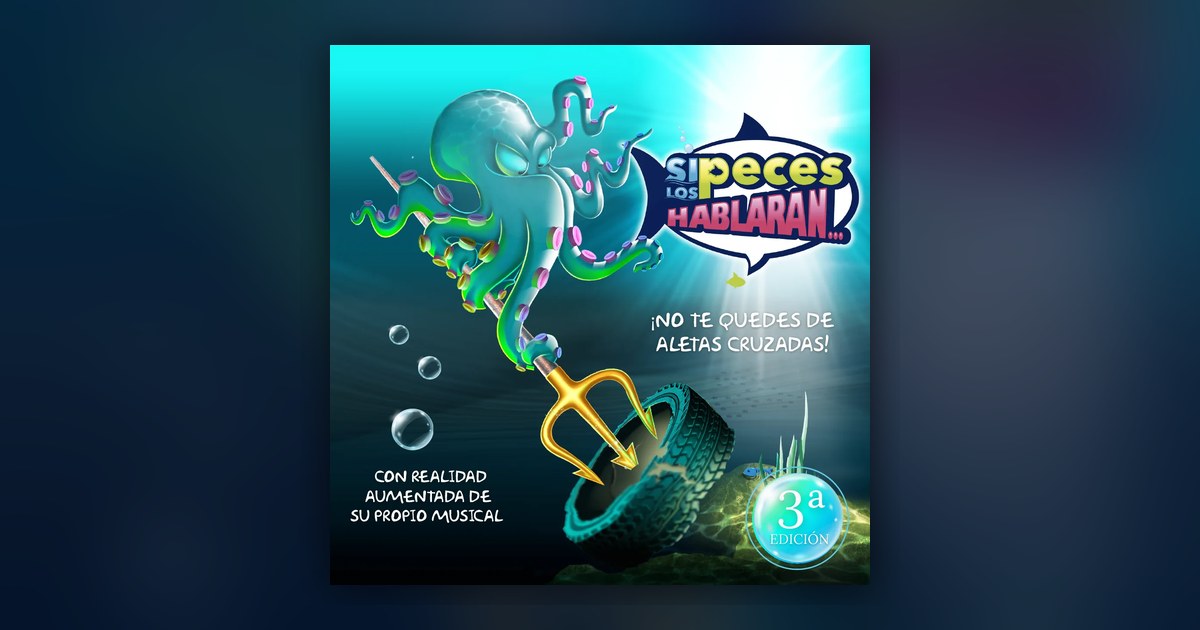 SI peces
LOS
HABLARAN...
¡NO TE QUEDES DE
ALETAS CRUZADAS!
CON REALIDAD
AUMENTADA DE
SU PROPIO MUSICAL
3ª
EDICIÓN